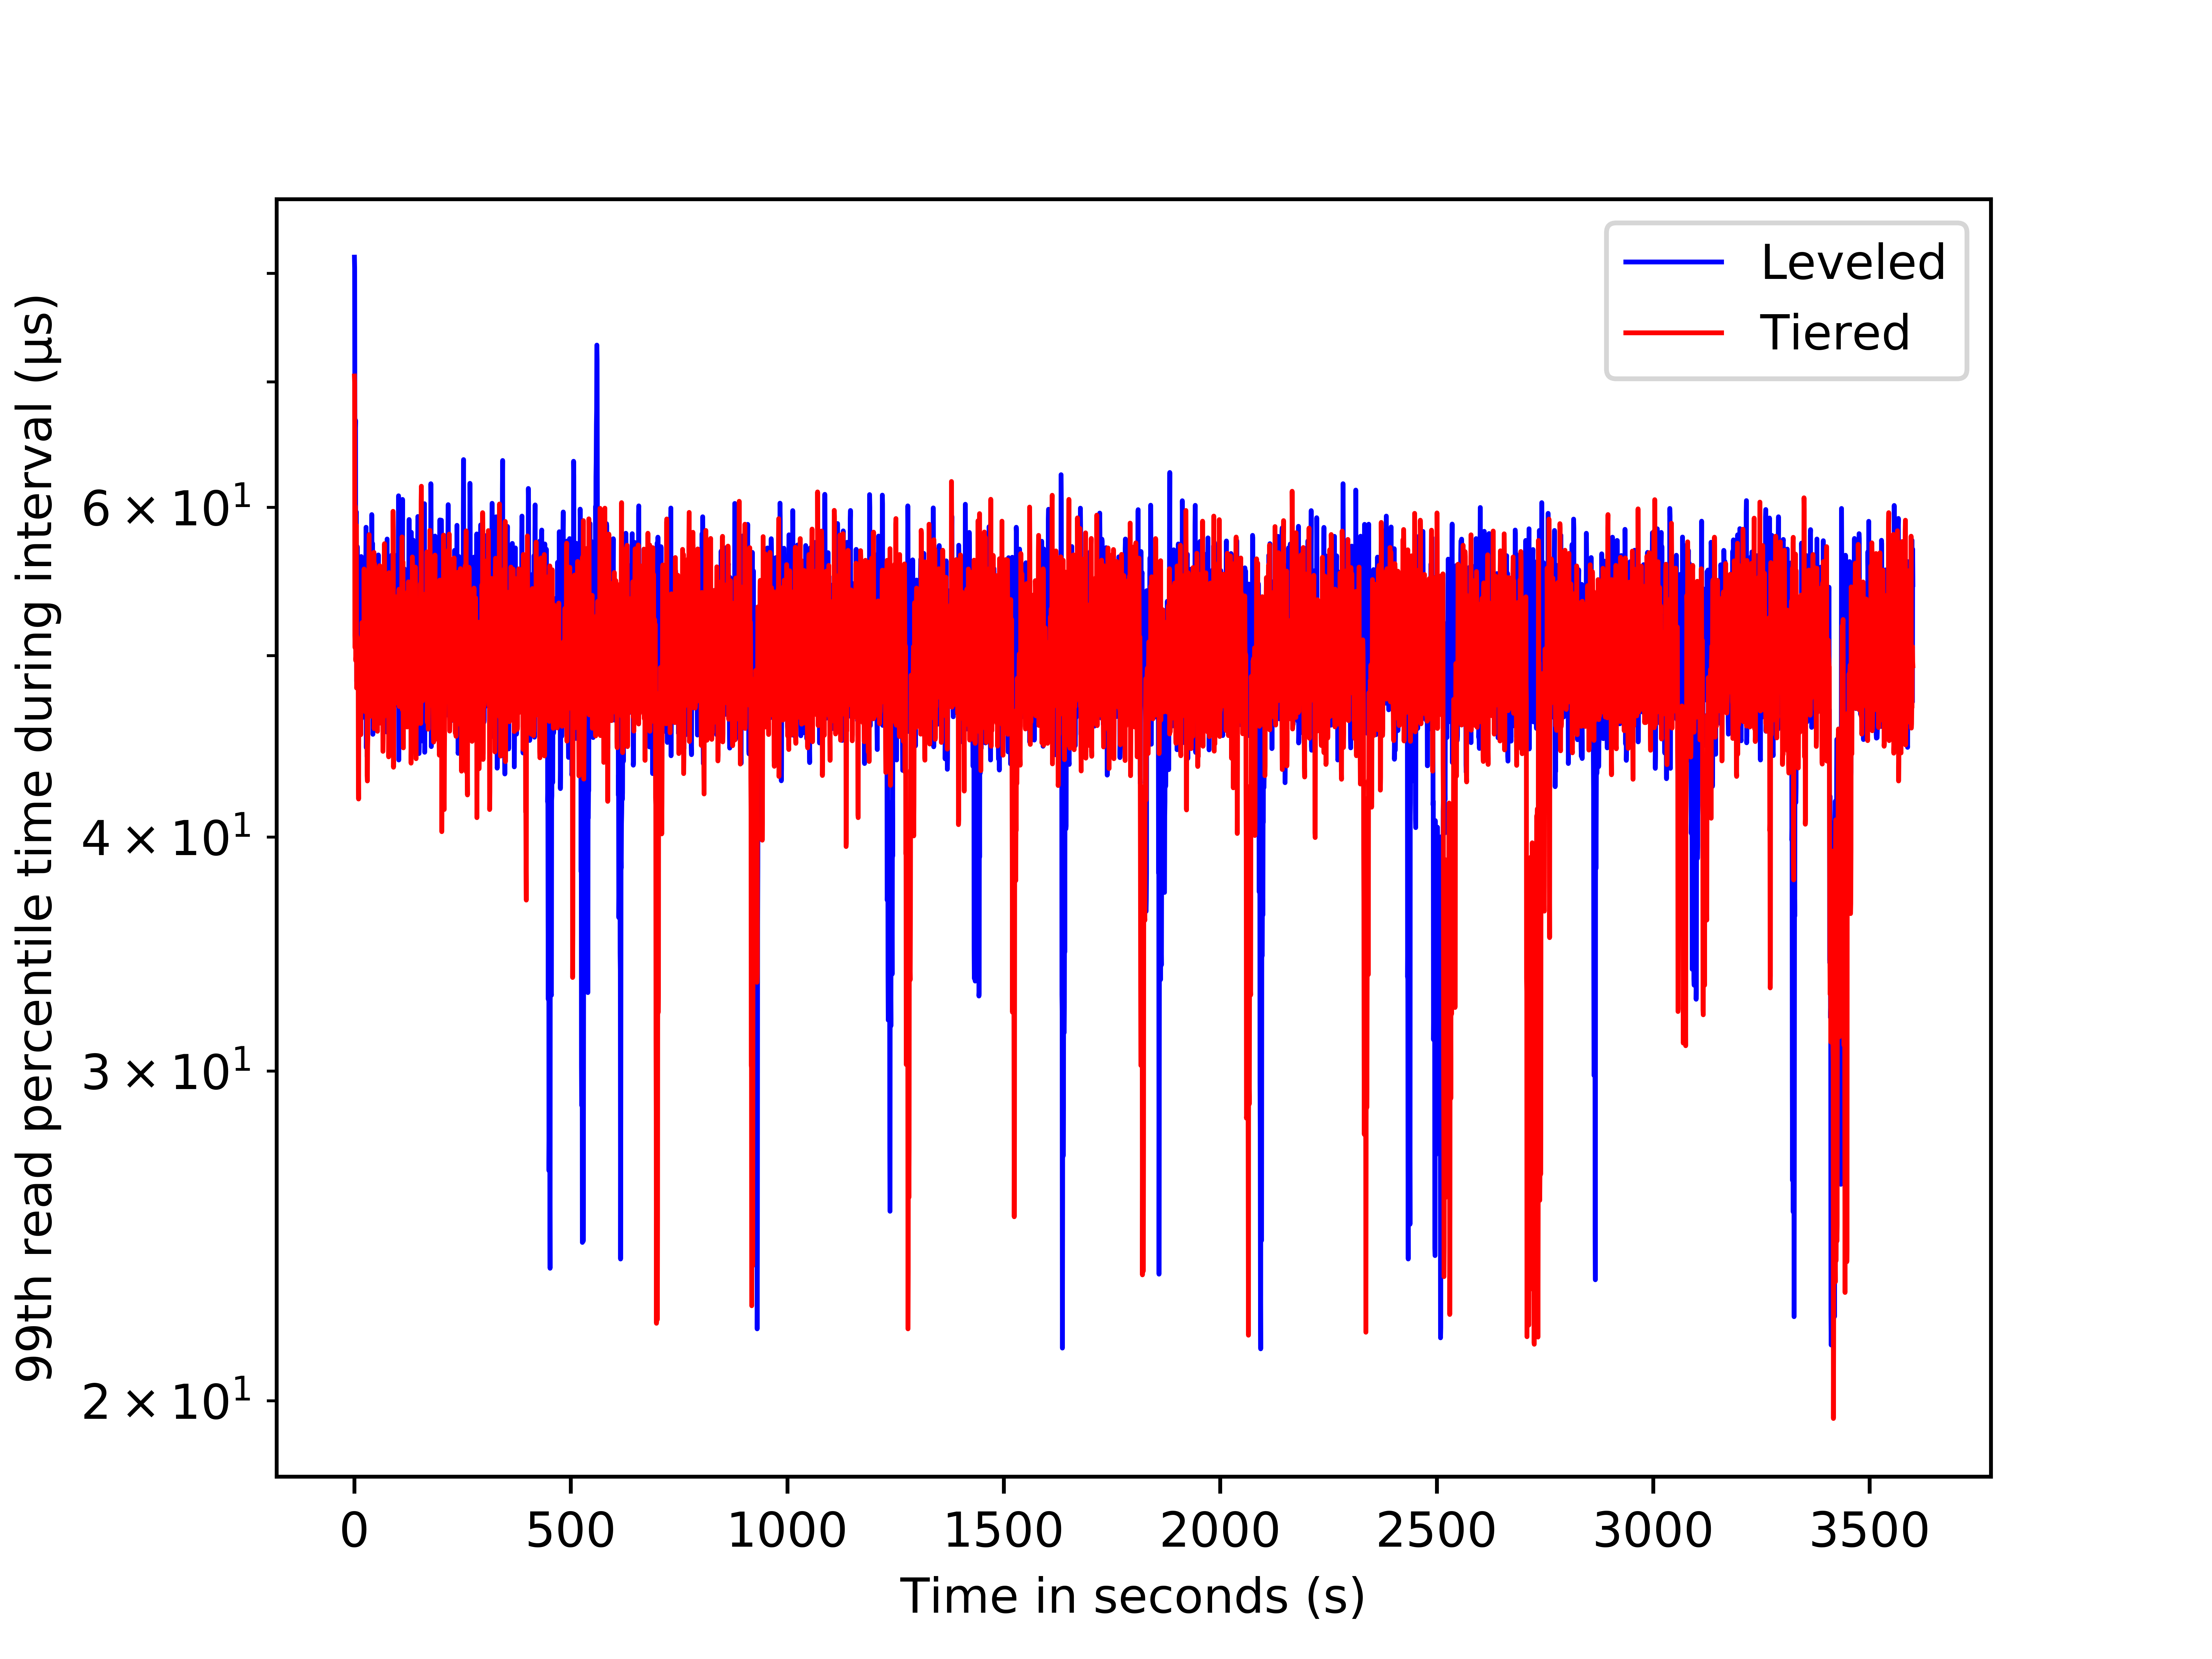 Leveled
Tiered
99th read percentile time during interval (µs)
6 × 10¹
4 × 10¹
3 × 10¹
2 × 10¹
0 500 1000 1500 2000 2500 3000 3500
Time in seconds (s)